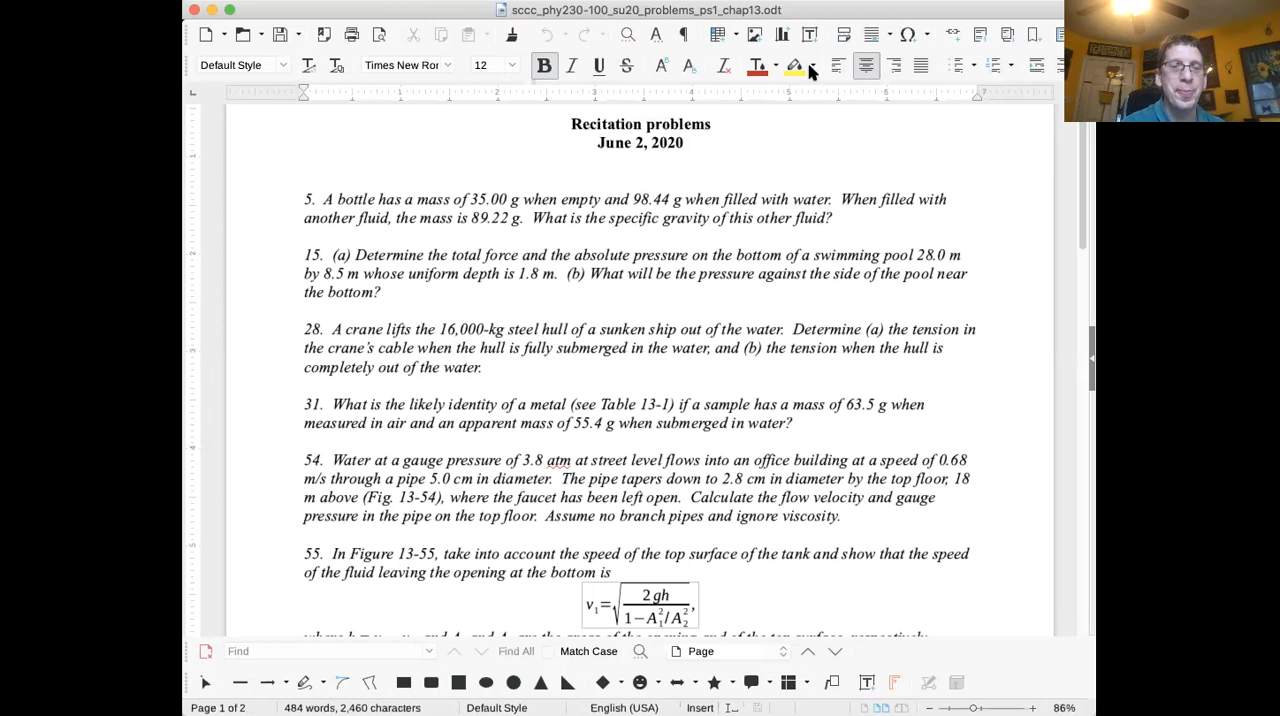 sccc_phy230-100_su20_problems_ps1_chap13.odt
Default Style
Times New Ror
12
B I U S
1 2 3 4 5 6 7
Recitation problems
June 2, 2020
5. A bottle has a mass of 35.00 g when empty and 98.44 g when filled with water. When filled with
another fluid, the mass is 89.22 g. What is the specific gravity of this other fluid?
15. (a) Determine the total force and the absolute pressure on the bottom of a swimming pool 28.0 m
by 8.5 m whose uniform depth is 1.8 m. (b) What will be the pressure against the side of the pool near
the bottom?
28. A crane lifts the 16,000-kg steel hull of a sunken ship out of the water. Determine (a) the tension in
the crane's cable when the hull is fully submerged in the water, and (b) the tension when the hull is
completely out of the water.
31. What is the likely identity of a metal (see Table 13-1) if a sample has a mass of 63.5 g when
measured in air and an apparent mass of 55.4 g when submerged in water?
54. Water at a gauge pressure of 3.8 atm at street level flows into an office building at a speed of 0.68
m/s through a pipe 5.0 cm in diameter. The pipe tapers down to 2.8 cm in diameter by the top floor, 18
m above (Fig. 13-54), where the faucet has been left open. Calculate the flow velocity and gauge
pressure in the pipe on the top floor. Assume no branch pipes and ignore viscosity.
55. In Figure 13-55, take into account the speed of the top surface of the tank and show that the speed
of the fluid leaving the opening at the bottom is
v₁=√(2gh/(1−A₁²/A₂²)),
Find
Find All
Match Case
Page
Page 1 of 2
484 words, 2,460 characters
Default Style
English (USA)
Insert
86%